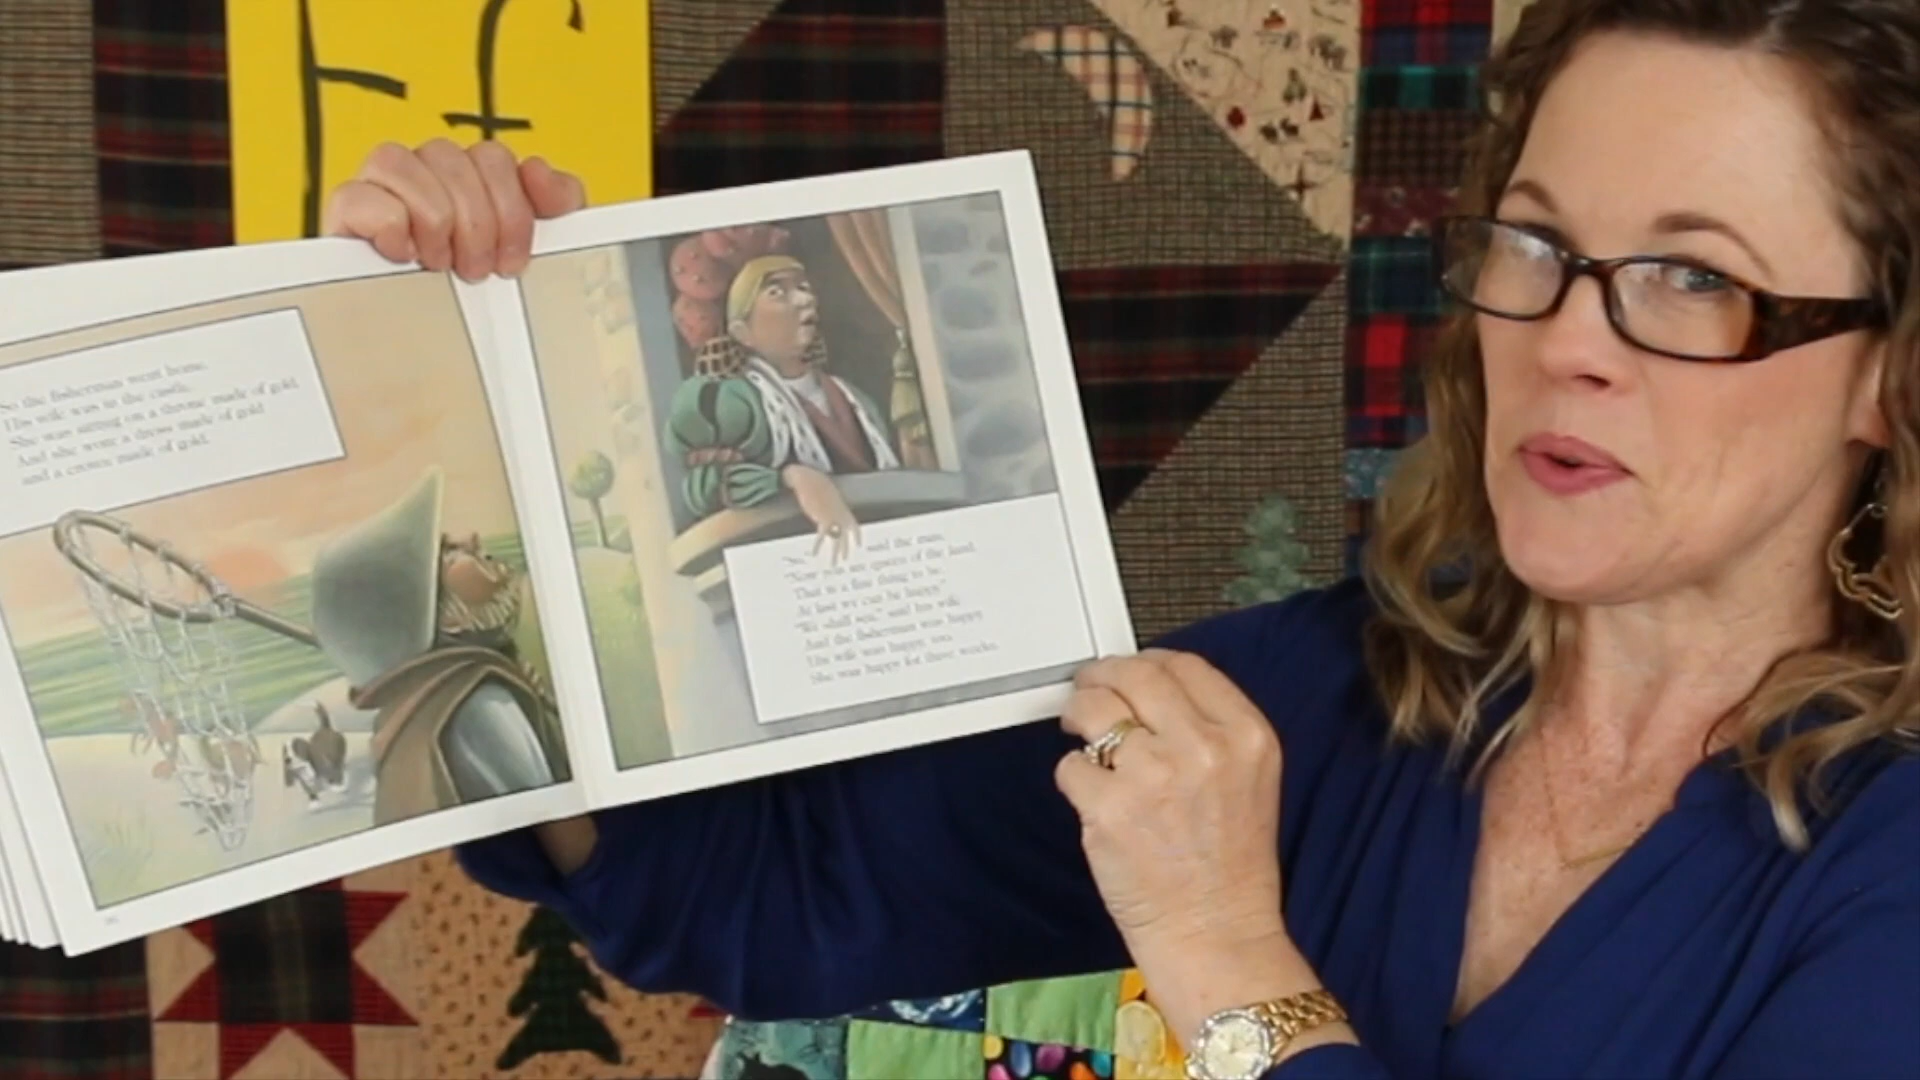 F f
So the fisherman went home.
His wife was in the castle.
She was sitting on a throne made of gold.
And she wore a dress made of gold
and a crown made of gold.
said the man.
"Now you are queen of the land.
That is a fine thing to be.
At last we can be happy."
"We shall see," said his wife.
And the fisherman was happy.
His wife was happy, too.
She was happy for three weeks.